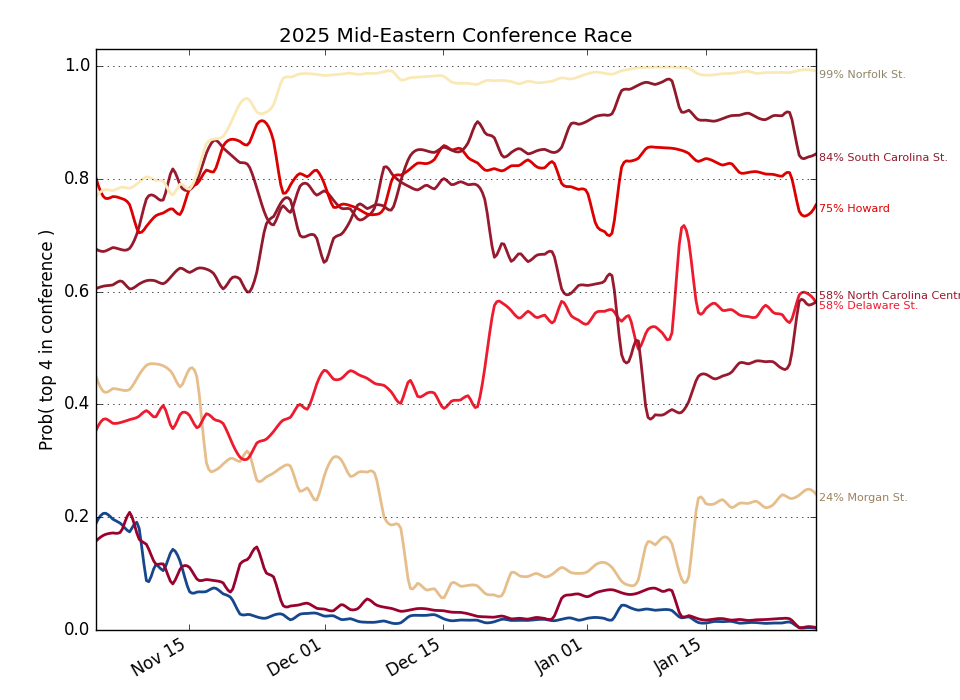 2025 Mid-Eastern Conference Race
Prob( top 4 in conference )
1.0
0.8
0.6
0.4
0.2
0.0
Nov 15
Dec 01
Dec 15
Jan 01
Jan 15
99% Norfolk St.
84% South Carolina St.
75% Howard
58% North Carolina Centr
58% Delaware St.
24% Morgan St.